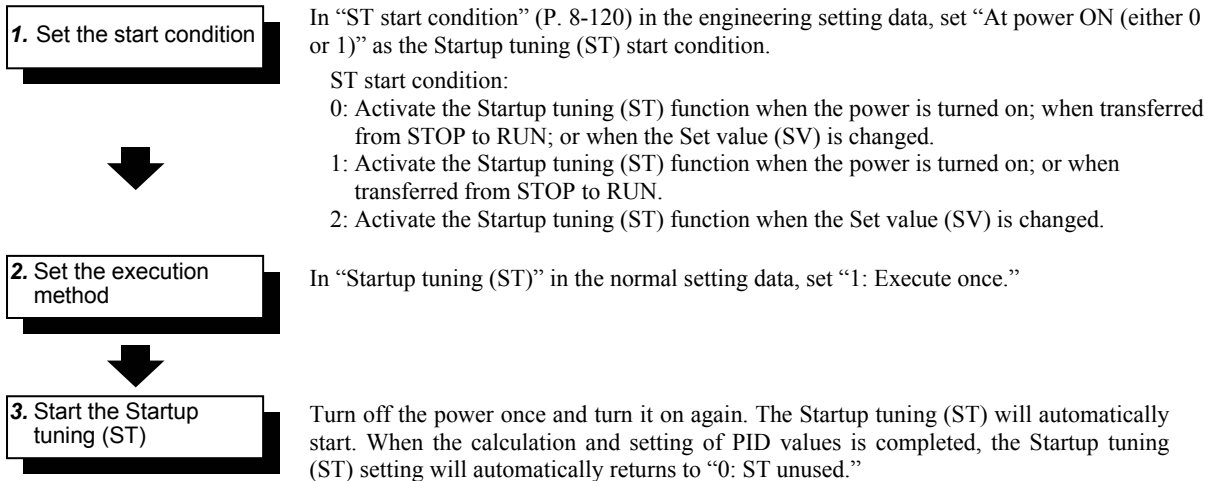 1. Set the start condition
In “ST start condition” (P. 8-120) in the engineering setting data, set “At power ON (either 0
or 1)” as the Startup tuning (ST) start condition.
ST start condition:
0: Activate the Startup tuning (ST) function when the power is turned on; when transferred
from STOP to RUN; or when the Set value (SV) is changed.
1: Activate the Startup tuning (ST) function when the power is turned on; or when
transferred from STOP to RUN.
2: Activate the Startup tuning (ST) function when the Set value (SV) is changed.
2. Set the execution
method
In “Startup tuning (ST)” in the normal setting data, set “1: Execute once.”
3. Start the Startup
tuning (ST)
Turn off the power once and turn it on again. The Startup tuning (ST) will automatically
start. When the calculation and setting of PID values is completed, the Startup tuning
(ST) setting will automatically returns to “0: ST unused.”